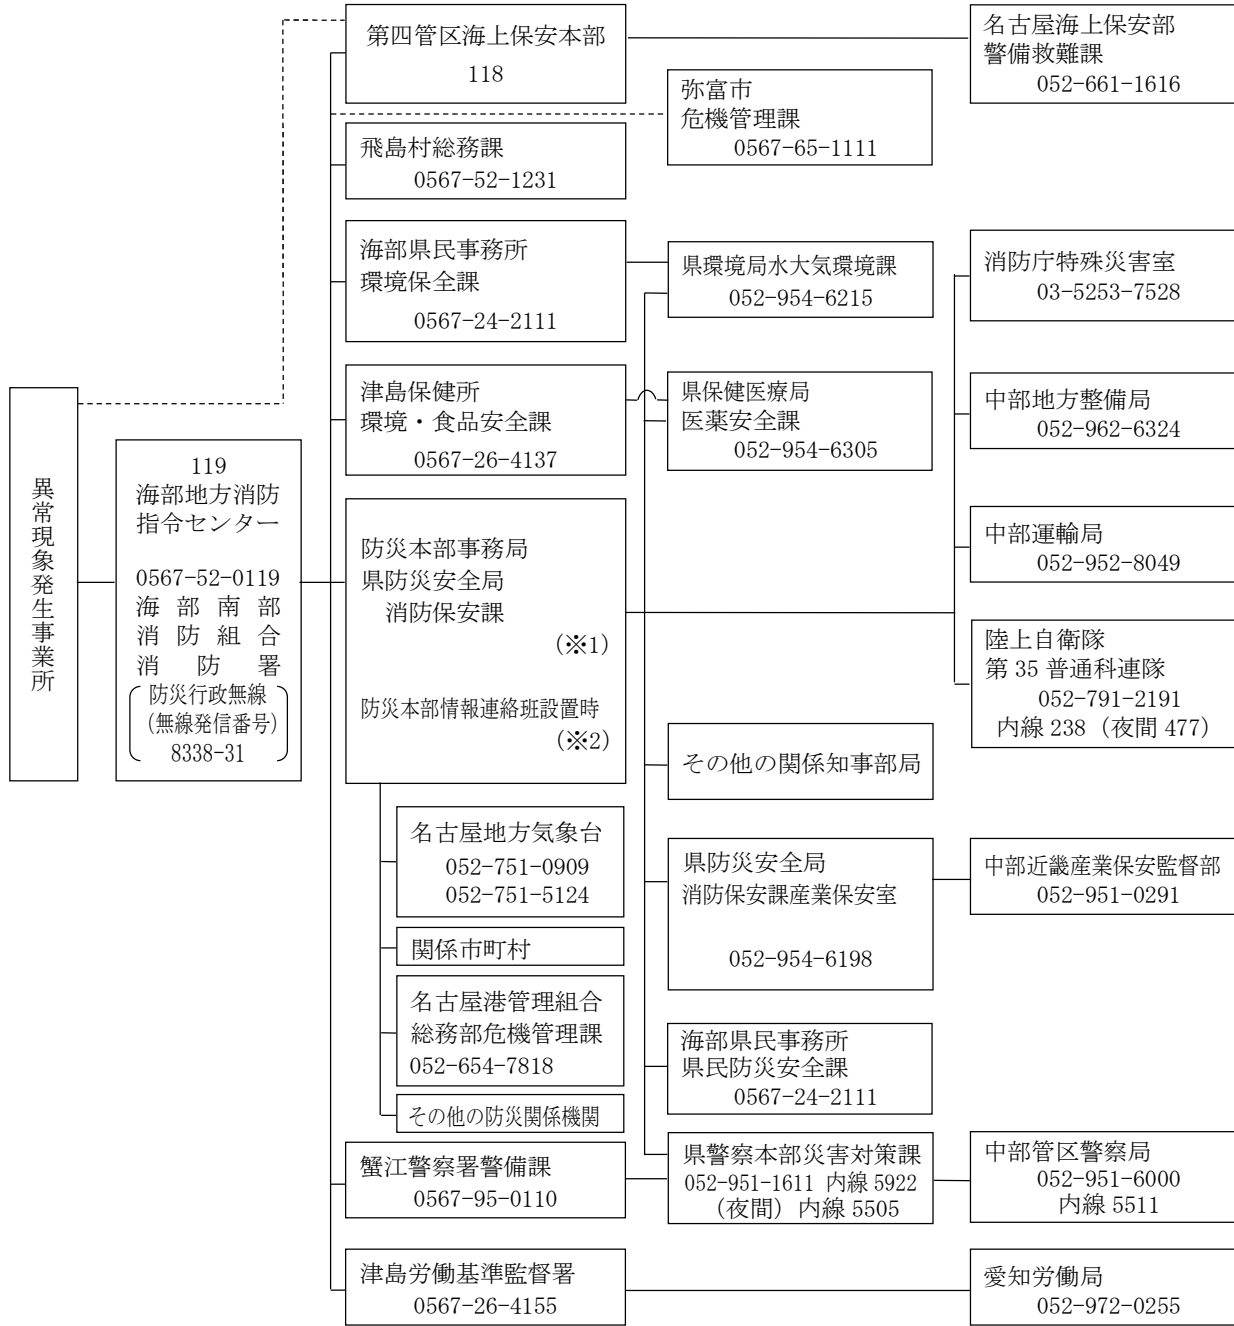 異常現象発生事業所
119
海部地方消防
指令センター
0567-52-0119
海部南部
消防組合
消防署
防災行政無線
(無線発信番号)
8338-31
第四管区海上保安本部
118
飛島村総務課
0567-52-1231
海部県民事務所
環境保全課
0567-24-2111
津島保健所
環境・食品安全課
0567-26-4137
防災本部事務局
県防災安全局
消防保安課
(※1)
防災本部情報連絡班設置時
(※2)
名古屋地方気象台
052-751-0909
052-751-5124
関係市町村
名古屋港管理組合
総務部危機管理課
052-654-7818
その他の防災関係機関
蟹江警察署警備課
0567-95-0110
津島労働基準監督署
0567-26-4155
弥富市
危機管理課
0567-65-1111
県環境局水大気環境課
052-954-6215
県保健医療局
医薬安全課
052-954-6305
その他の関係知事部局
県防災安全局
消防保安課産業保安室
052-954-6198
海部県民事務所
県民防災安全課
0567-24-2111
県警察本部災害対策課
052-951-1611 内線 5922
(夜間) 内線 5505
名古屋海上保安部
警備救難課
052-661-1616
消防庁特殊災害室
03-5253-7528
中部地方整備局
052-962-6324
中部運輸局
052-952-8049
陸上自衛隊
第 35 普通科連隊
052-791-2191
内線 238 (夜間 477)
中部近畿産業保安監督部
052-951-0291
中部管区警察局
052-951-6000
内線 5511
愛知労働局
052-972-0255